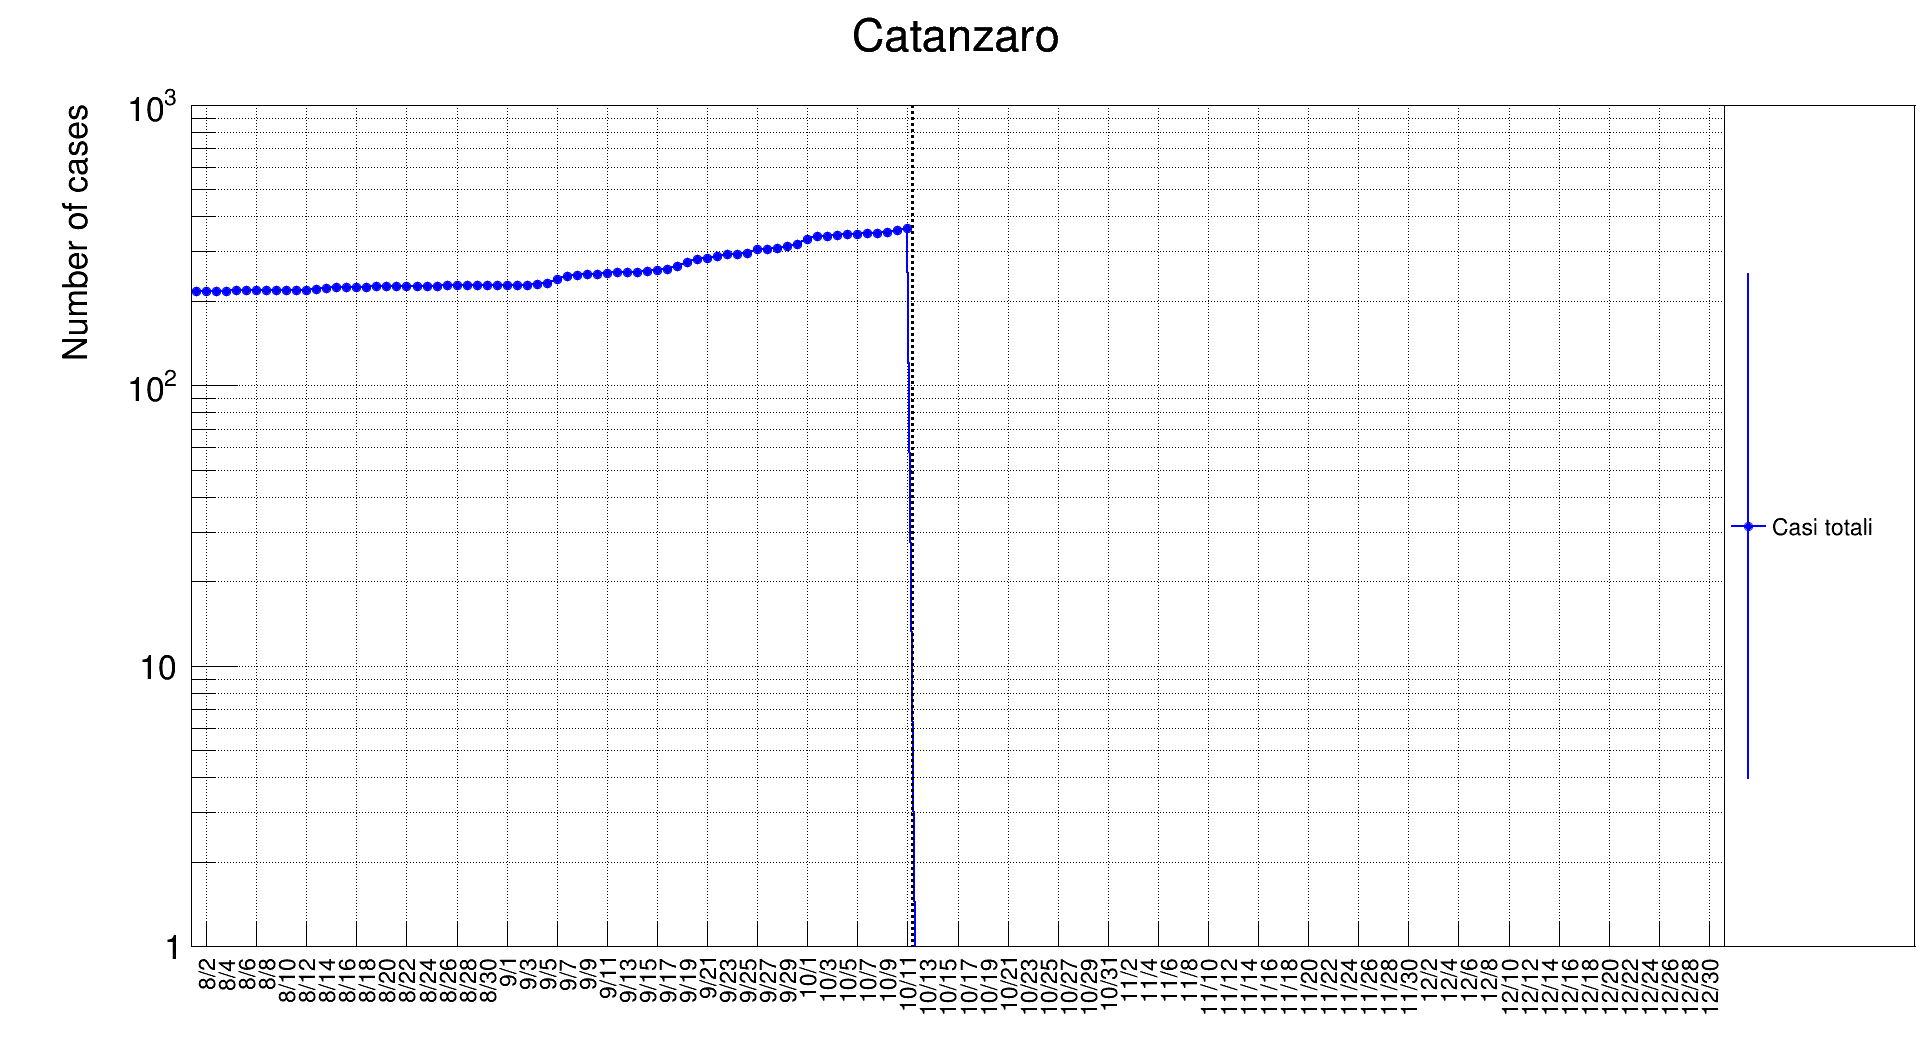 Catanzaro
Number of cases
10³
10²
10
1
8/2 8/4 8/6 8/8 8/10 8/12 8/14 8/16 8/18 8/20 8/22 8/24 8/26 8/28 8/30 9/1 9/3 9/5 9/7 9/9 9/11 9/13 9/15 9/17 9/19 9/21 9/23 9/25 9/27 9/29 10/1 10/3 10/5 10/7 10/9 10/11 10/13 10/15 10/17 10/19 10/21 10/23 10/25 10/27 10/29 10/31 11/2 11/4 11/6 11/8 11/10 11/12 11/14 11/16 11/18 11/20 11/22 11/24 11/26 11/28 11/30 12/2 12/4 12/6 12/8 12/10 12/12 12/14 12/16 12/18 12/20 12/22 12/24 12/26 12/28 12/30
Casi totali